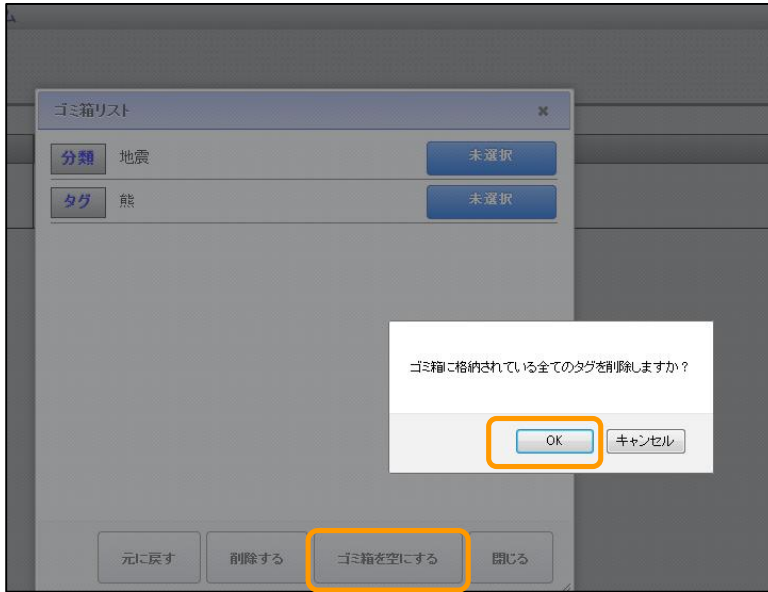 ム
ゴミ箱リスト ×
分類 地震 未選択
タグ 熊 未選択
ゴミ箱に格納されている全てのタグを削除しますか？
OK キャンセル
元に戻す 削除する ゴミ箱を空にする 閉じる